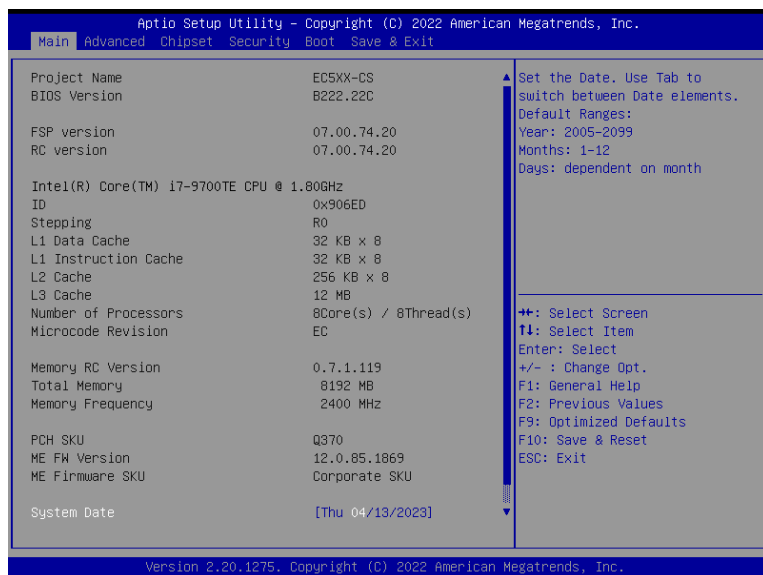 Aptio Setup Utility – Copyright (C) 2022 American Megatrends, Inc.
Main Advanced Chipset Security Boot Save & Exit
Project Name EC5XX-CS
BIOS Version B222.22C
FSP version 07.00.74.20
RC version 07.00.74.20
Intel(R) Core(TM) i7-9700TE CPU @ 1.80GHz
ID 0x906ED
Stepping R0
L1 Data Cache 32 KB x 8
L1 Instruction Cache 32 KB x 8
L2 Cache 256 KB x 8
L3 Cache 12 MB
Number of Processors 8Core(s) / 8Thread(s)
Microcode Revision EC
Memory RC Version 0.7.1.119
Total Memory 8192 MB
Memory Frequency 2400 MHz
PCH SKU Q370
ME FW Version 12.0.85.1869
ME Firmware SKU Corporate SKU
System Date [Thu 04/13/2023]
Set the Date. Use Tab to
switch between Date elements.
Default Ranges:
Year: 2005-2099
Months: 1-12
Days: dependent on month
→←: Select Screen
↑↓: Select Item
Enter: Select
+/- : Change Opt.
F1: General Help
F2: Previous Values
F9: Optimized Defaults
F10: Save & Reset
ESC: Exit
Version 2.20.1275. Copyright (C) 2022 American Megatrends, Inc.